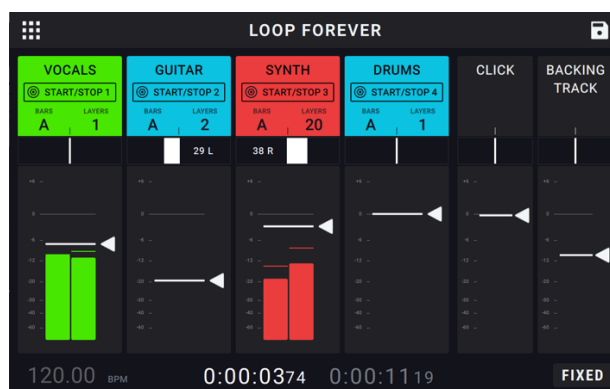 LOOP FOREVER
VOCALS GUITAR SYNTH DRUMS CLICK BACKING
TRACK
START/STOP 1 START/STOP 2 START/STOP 3 START/STOP 4
BARS LAYERS BARS LAYERS BARS LAYERS BARS LAYERS
A 1 A 2 A 20 A 1
29 L 38 R
120.00 BPM 0:00:0374 0:00:1119 FIXED